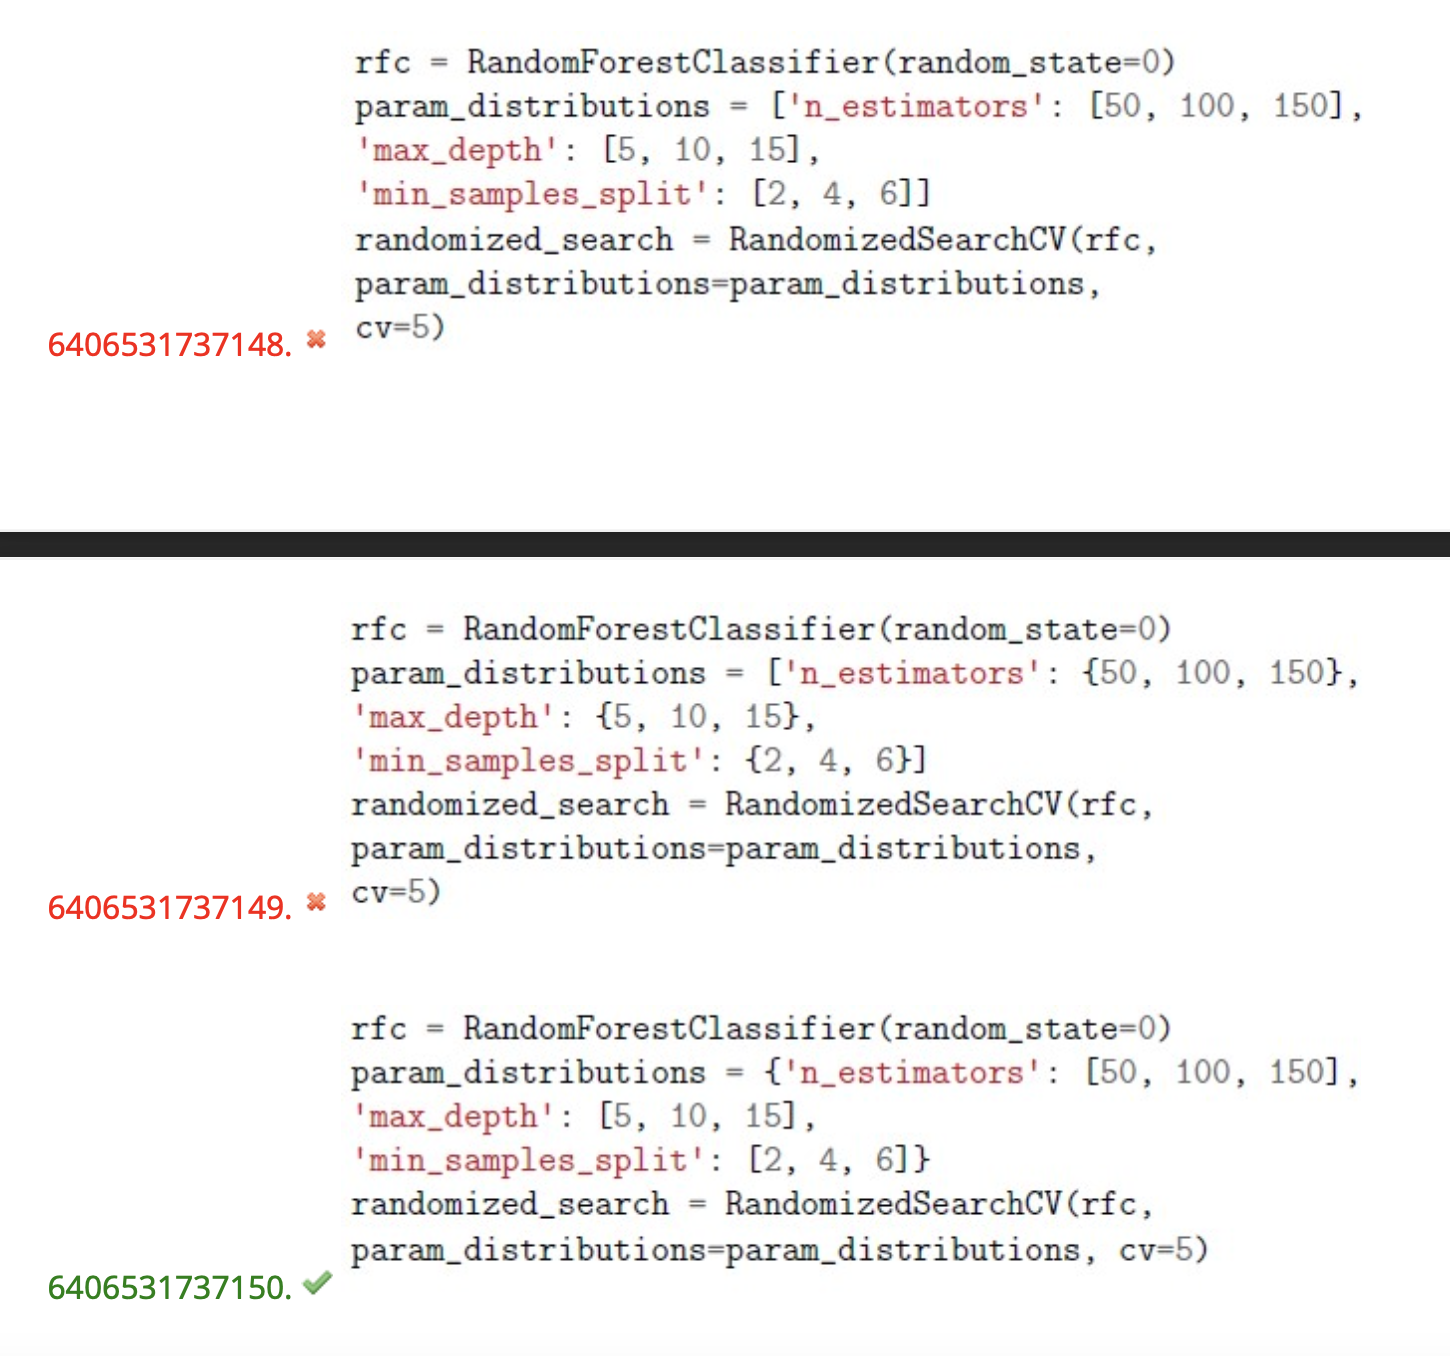 rfc = RandomForestClassifier(random_state=0)
param_distributions = ['n_estimators': [50, 100, 150],
'max_depth': [5, 10, 15],
'min_samples_split': [2, 4, 6]]
randomized_search = RandomizedSearchCV(rfc,
param_distributions=param_distributions,
cv=5)
6406531737148.
rfc = RandomForestClassifier(random_state=0)
param_distributions = ['n_estimators': {50, 100, 150},
'max_depth': {5, 10, 15},
'min_samples_split': {2, 4, 6}]
randomized_search = RandomizedSearchCV(rfc,
param_distributions=param_distributions,
cv=5)
6406531737149.
rfc = RandomForestClassifier(random_state=0)
param_distributions = {'n_estimators': [50, 100, 150],
'max_depth': [5, 10, 15],
'min_samples_split': [2, 4, 6]}
randomized_search = RandomizedSearchCV(rfc,
param_distributions=param_distributions, cv=5)
6406531737150.